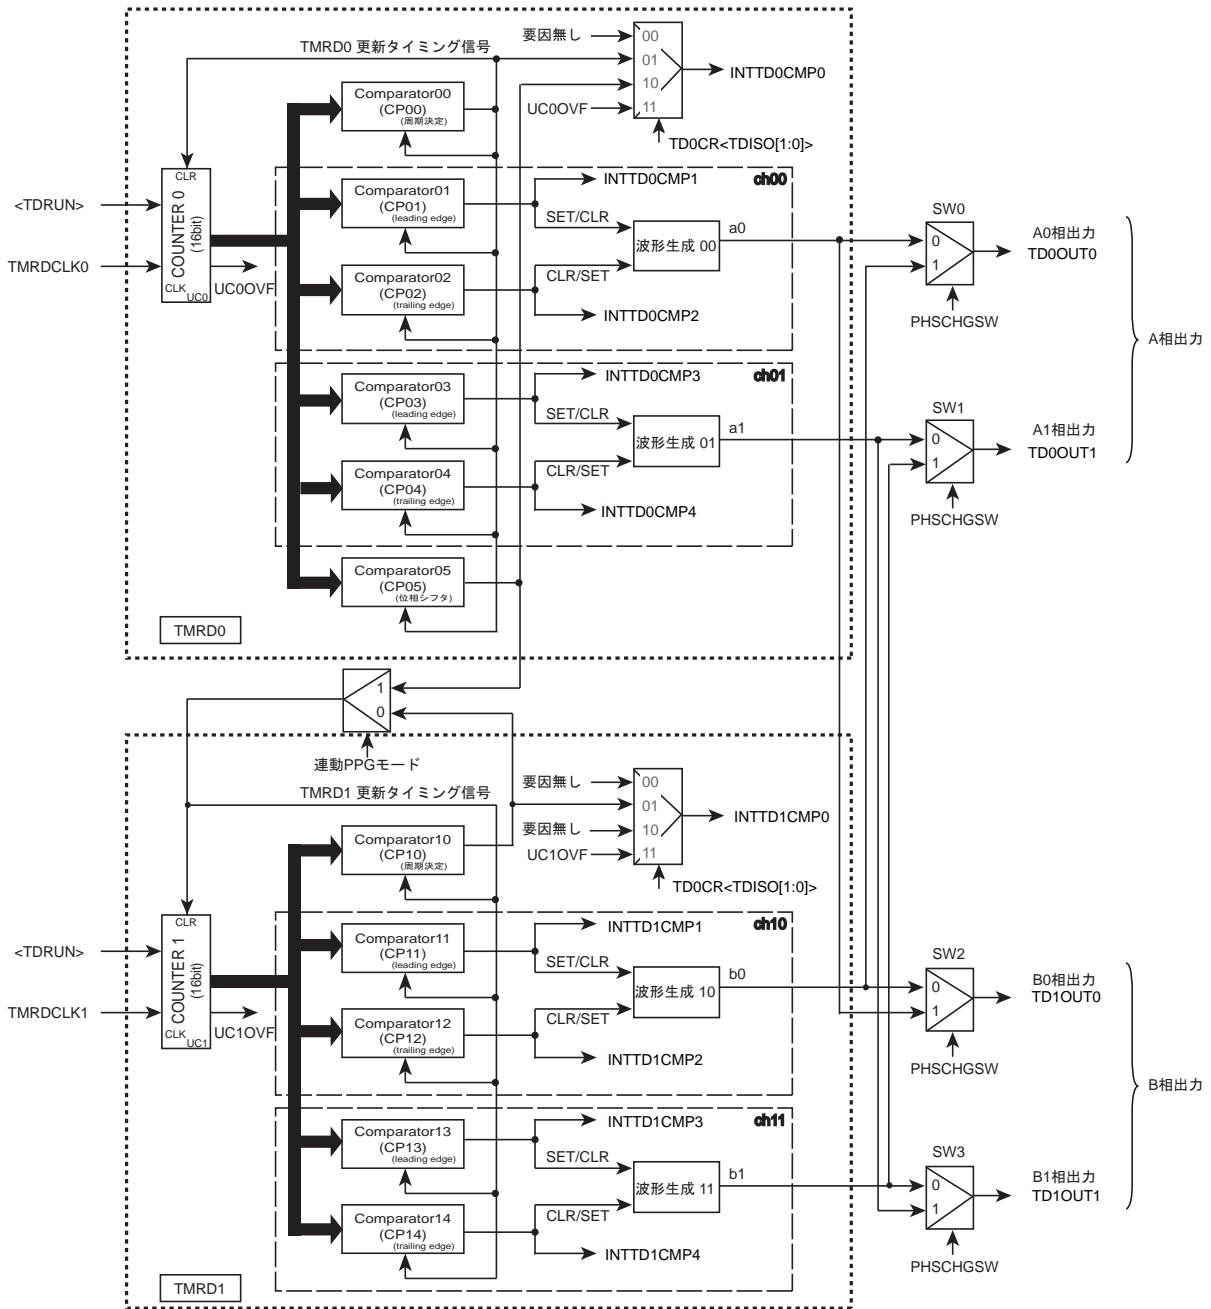 TMRD0 更新タイミング信号
要因無し
00
01
10
UC0OVF
11
INTTD0CMP0
TD0CR<TDISO[1:0]>
Comparator00
(CP00)
(周期決定)
<TDRUN>
TMRDCLK0
CLR
COUNTER 0
(16bit)
CLK
UC0
UC0OVF
ch00
Comparator01
(CP01)
(leading edge)
INTTD0CMP1
SET/CLR
波形生成 00
a0
Comparator02
(CP02)
(trailing edge)
CLR/SET
INTTD0CMP2
SW0
0
1
PHSCHGSW
A0相出力
TD0OUT0
A相出力
ch01
Comparator03
(CP03)
(leading edge)
INTTD0CMP3
SET/CLR
波形生成 01
a1
Comparator04
(CP04)
(trailing edge)
CLR/SET
INTTD0CMP4
SW1
0
1
PHSCHGSW
A1相出力
TD0OUT1
Comparator05
(CP05)
(位相シフタ)
TMRD0
1
0
連動PPGモード
TMRD1 更新タイミング信号
要因無し
00
01
要因無し
10
UC1OVF
11
INTTD1CMP0
TD0CR<TDISO[1:0]>
Comparator10
(CP10)
(周期決定)
<TDRUN>
TMRDCLK1
CLR
COUNTER 1
(16bit)
CLK
UC1
UC1OVF
ch10
Comparator11
(CP11)
(leading edge)
INTTD1CMP1
SET/CLR
波形生成 10
b0
Comparator12
(CP12)
(trailing edge)
CLR/SET
INTTD1CMP2
SW2
0
1
PHSCHGSW
B0相出力
TD1OUT0
B相出力
ch11
Comparator13
(CP13)
(leading edge)
INTTD1CMP3
SET/CLR
波形生成 11
b1
Comparator14
(CP14)
(trailing edge)
CLR/SET
INTTD1CMP4
SW3
0
1
PHSCHGSW
B1相出力
TD1OUT1
TMRD1